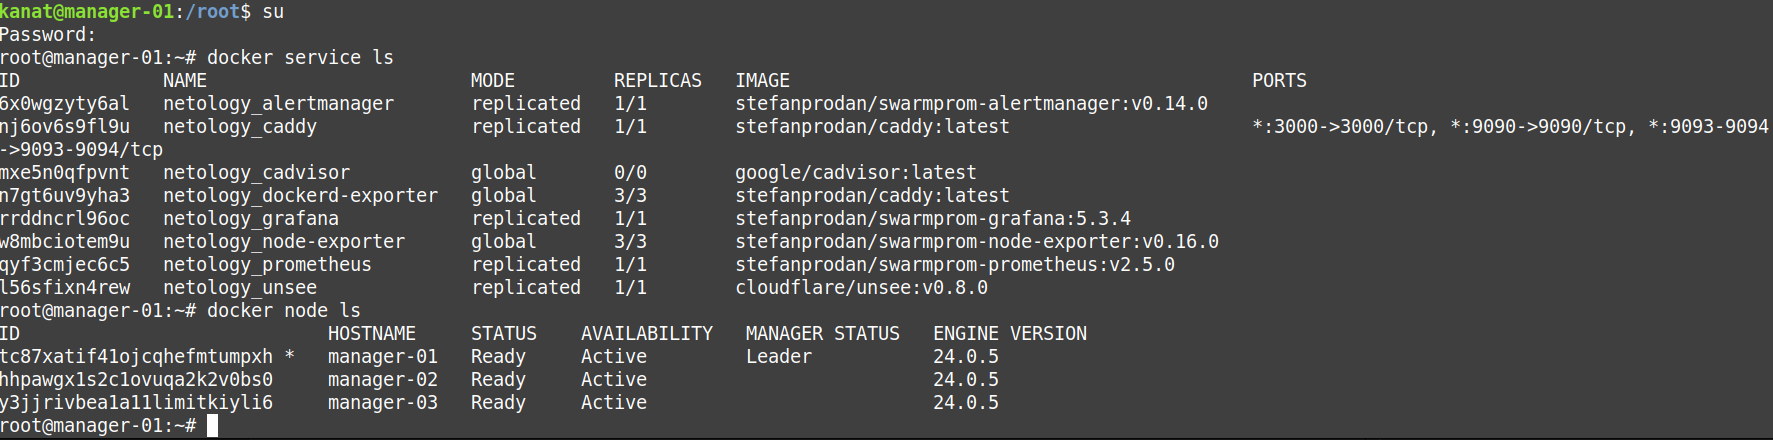 kanat@manager-01:/root$ su
Password:
root@manager-01:~# docker service ls
ID             NAME                       MODE         REPLICAS   IMAGE                                          PORTS
6x0wgzyty6al   netology_alertmanager      replicated   1/1        stefanprodan/swarmprom-alertmanager:v0.14.0
nj6ov6s9fl9u   netology_caddy             replicated   1/1        stefanprodan/caddy:latest                      *:3000->3000/tcp, *:9090->9090/tcp, *:9093-9094
->9093-9094/tcp
mxe5n0qfpvnt   netology_cadvisor          global       0/0        google/cadvisor:latest
n7gt6uv9yha3   netology_dockerd-exporter   global       3/3        stefanprodan/caddy:latest
rrddncrl96oc   netology_grafana           replicated   1/1        stefanprodan/swarmprom-grafana:5.3.4
w8mbciotem9u   netology_node-exporter     global       3/3        stefanprodan/swarmprom-node-exporter:v0.16.0
qyf3cmjec6c5   netology_prometheus        replicated   1/1        stefanprodan/swarmprom-prometheus:v2.5.0
l56sfixn4rew   netology_unsee             replicated   1/1        cloudflare/unsee:v0.8.0
root@manager-01:~# docker node ls
ID                            HOSTNAME     STATUS    AVAILABILITY   MANAGER STATUS   ENGINE VERSION
tc87xatif41ojcqhefmtumpxh *   manager-01   Ready     Active         Leader           24.0.5
hhpawgx1s2c1ovuqa2k2v0bs0     manager-02   Ready     Active                          24.0.5
y3jjrivbea1a11limitkiyli6     manager-03   Ready     Active                          24.0.5
root@manager-01:~#